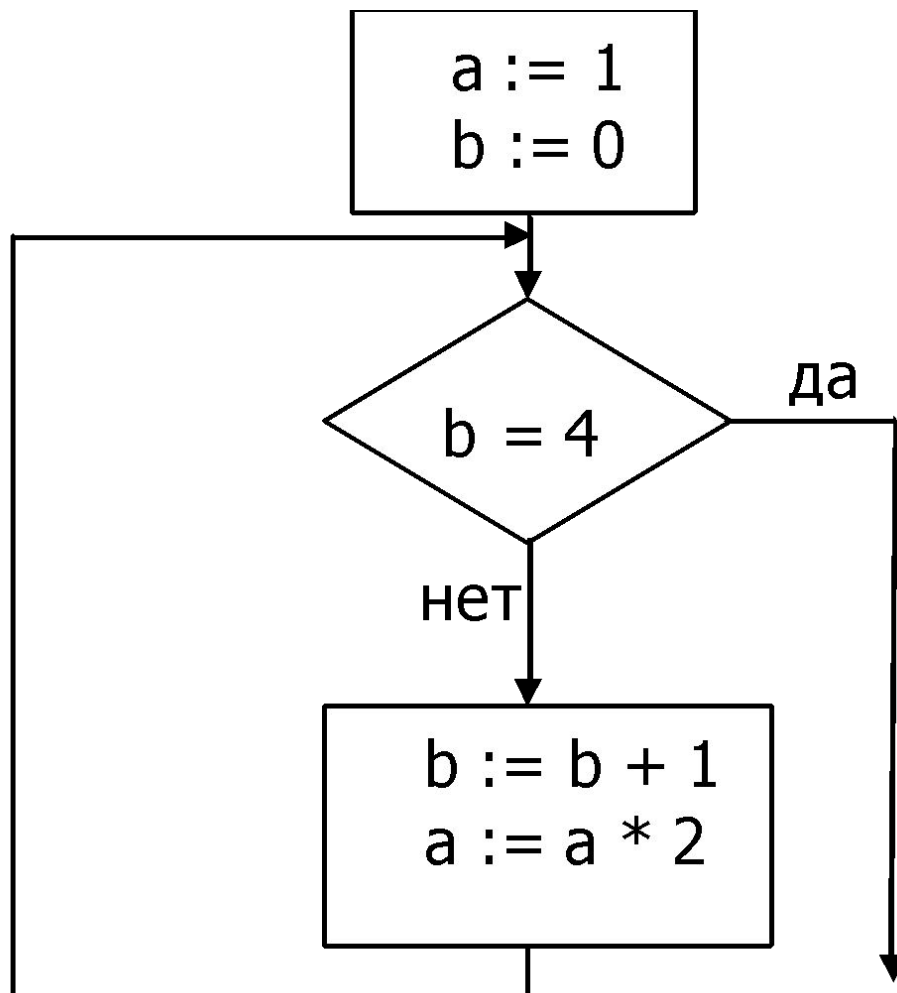 a := 1
b := 0
да
b = 4
нет
b := b + 1
a := a * 2